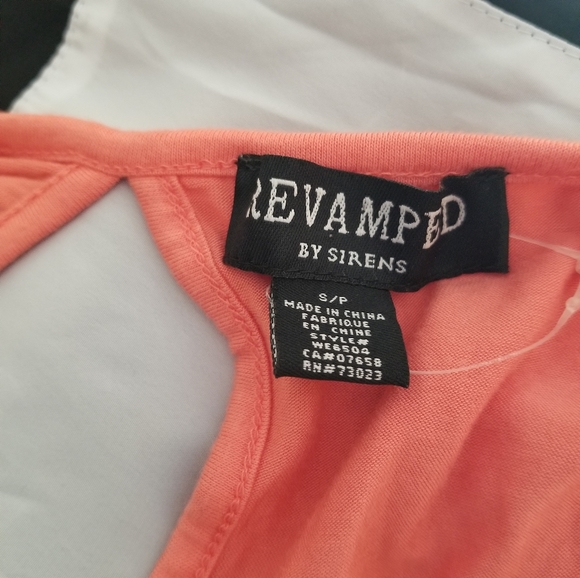 REVAMPED
BY SIRENS
S/P
MADE IN CHINA
FABRIQUE
EN CHINE
STYLE#
WE6504
CA#07658
RN#73023